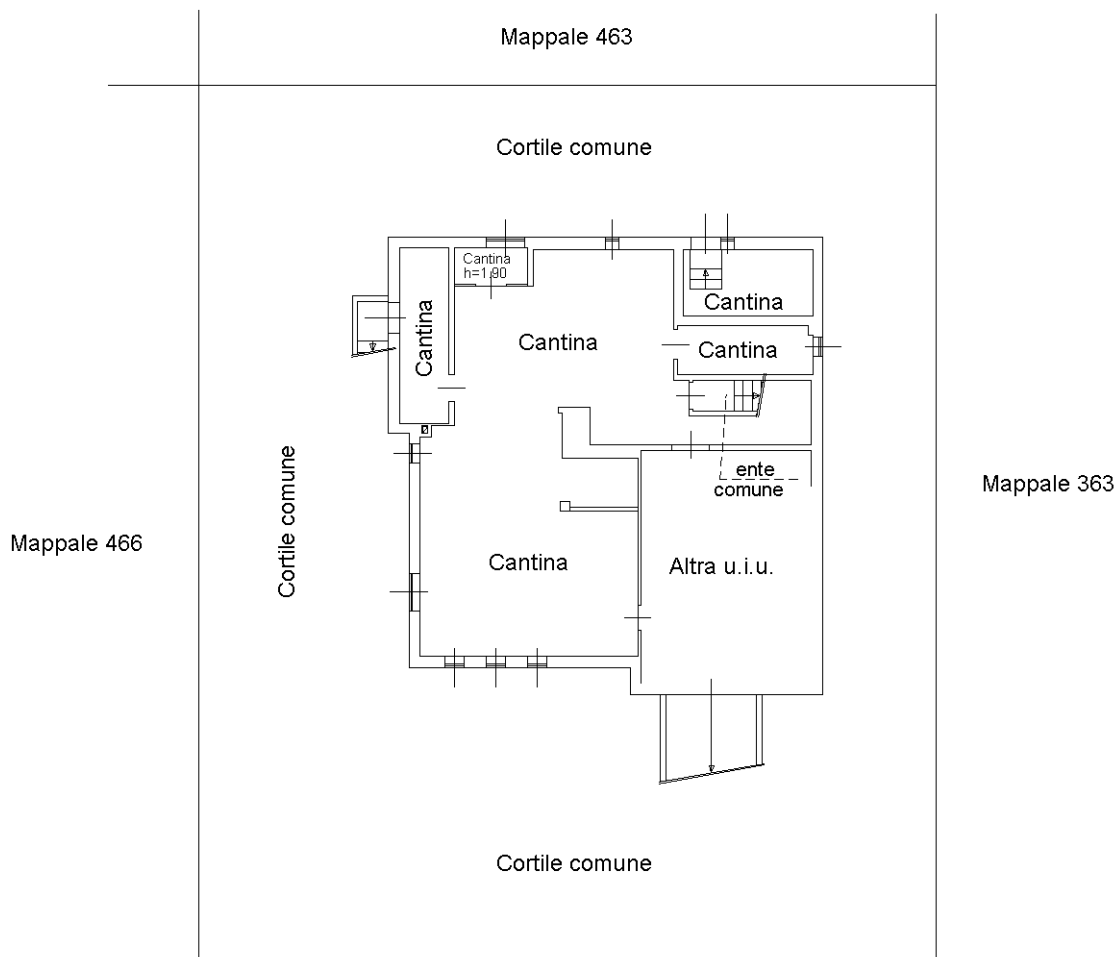 Mappale 463
Cortile comune
Cantina
h=1.90
Cantina
Cantina
Cantina
Cantina
ente
comune
Mappale 363
Cortile comune
Mappale 466
Cantina
Altra u.i.u.
Cortile comune